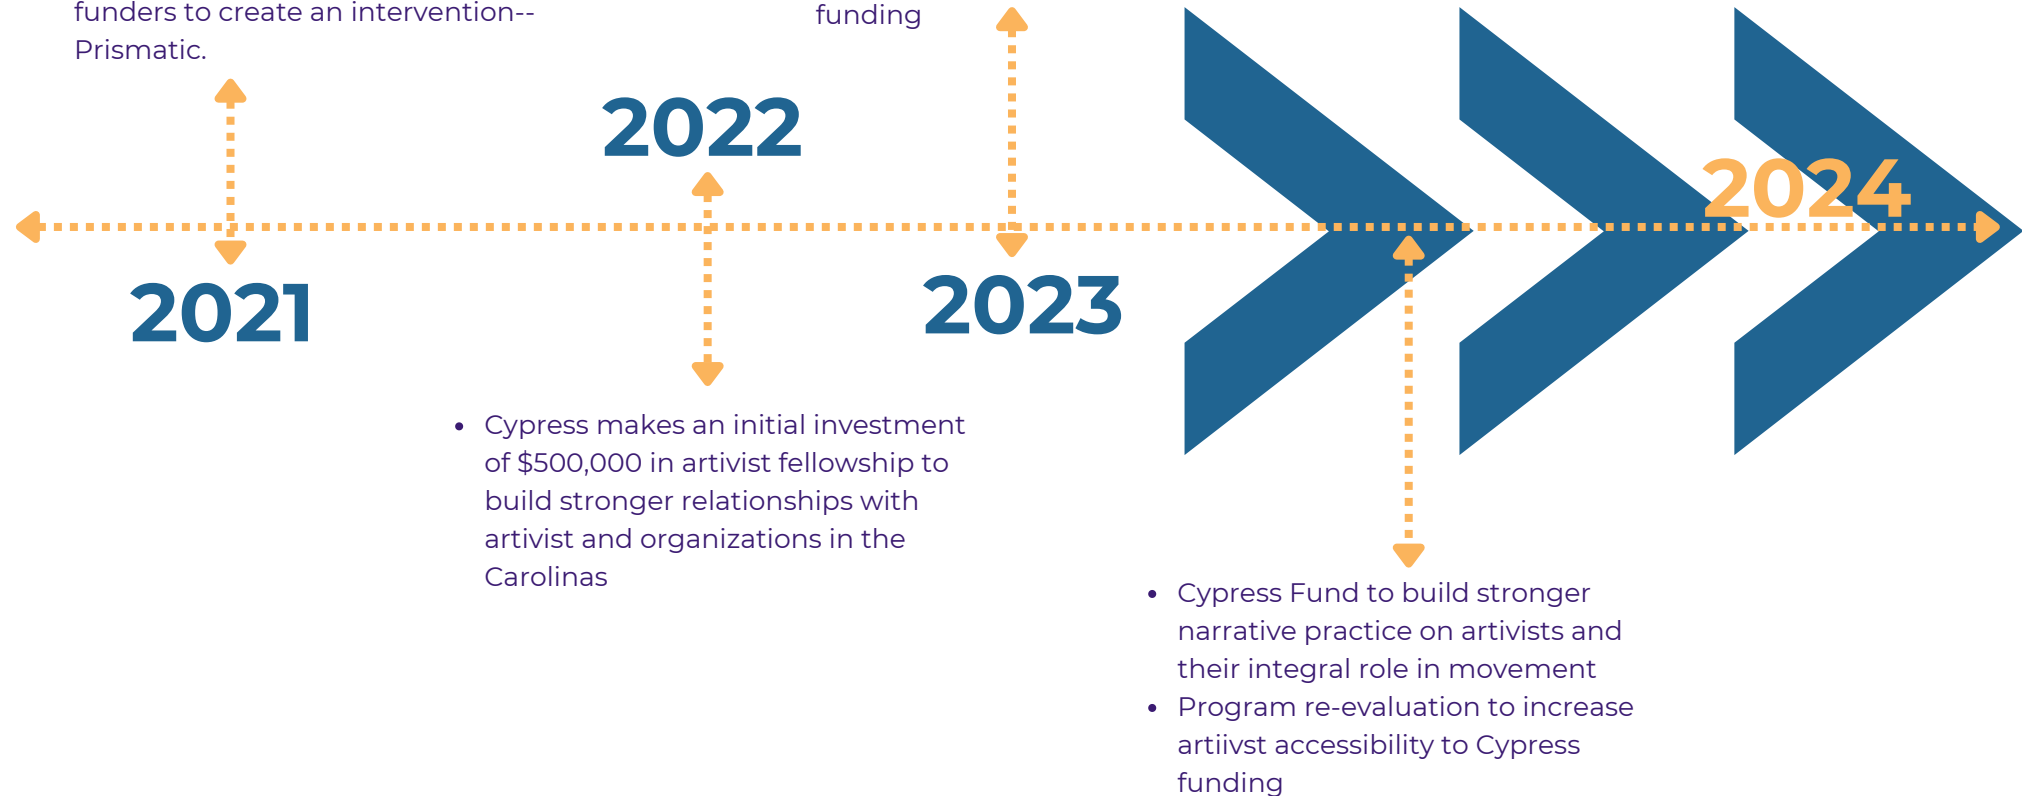 funders to create an intervention--
Prismatic.
funding
2022
2024
2021
2023
Cypress makes an initial investment
of $500,000 in artivist fellowship to
build stronger relationships with
artivist and organizations in the
Carolinas
Cypress Fund to build stronger
narrative practice on artivists and
their integral role in movement
Program re-evaluation to increase
artiivst accessibility to Cypress
funding